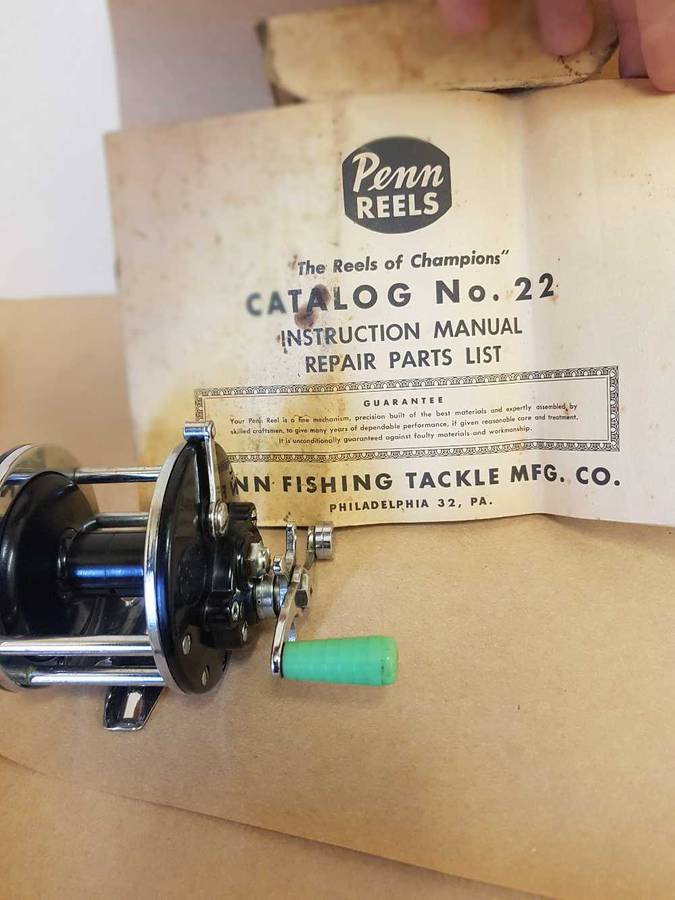 Penn
REELS
"The Reels of Champions"
CATALOG No. 22
INSTRUCTION MANUAL
REPAIR PARTS LIST
GUARANTEE
Your Penn Reel is a fine mechanism, precision built of the best materials and expertly assembled by
skilled craftsmen, to give many years of dependable performance, if given reasonable care and treatment.
It is unconditionally guaranteed against faulty materials and workmanship.
NN FISHING TACKLE MFG. CO.
PHILADELPHIA 32, PA.